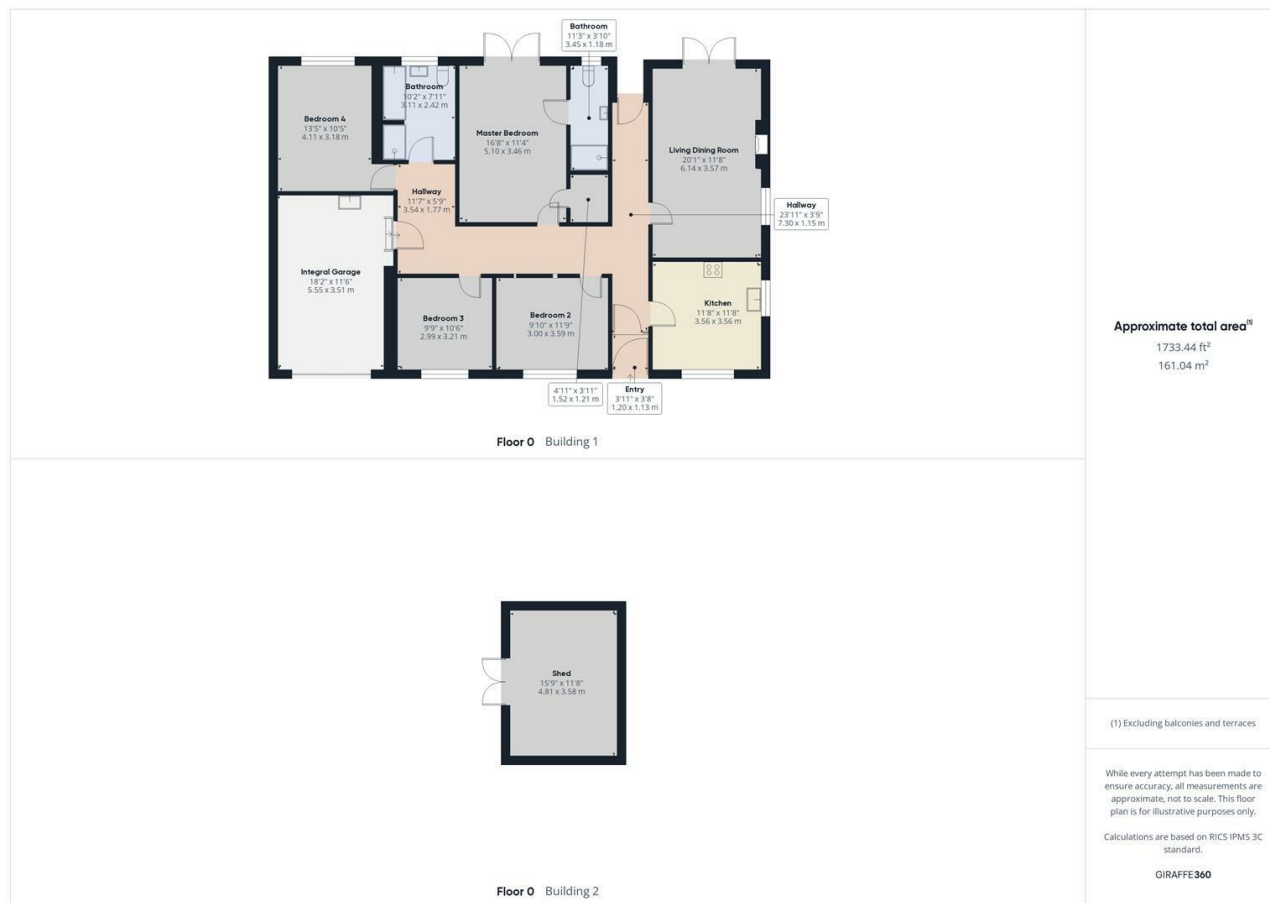 Bathroom
11'3" x 3'10"
3.45 x 1.18 m
Bathroom
10'2" x 7'11"
3.11 x 2.42 m
Bedroom 4
13'5" x 10'5"
4.11 x 3.18 m
Master Bedroom
16'8" x 11'4"
5.10 x 3.46 m
Living Dining Room
20'1" x 11'8"
6.14 x 3.57 m
Hallway
11'7" x 5'9"
3.54 x 1.77 m
Hallway
23'11" x 3'9"
7.30 x 1.15 m
Integral Garage
18'2" x 11'6"
5.55 x 3.51 m
Kitchen
11'8" x 11'8"
3.56 x 3.56 m
Bedroom 3
9'9" x 10'6"
2.99 x 3.21 m
Bedroom 2
9'10" x 11'9"
3.00 x 3.59 m
4'11" x 3'11"
1.52 x 1.21 m
Entry
3'11" x 3'8"
1.20 x 1.13 m
Floor 0 Building 1
Shed
15'9" x 11'8"
4.81 x 3.58 m
Floor 0 Building 2
Approximate total area(1)
1733.44 ft²
161.04 m²
(1) Excluding balconies and terraces
While every attempt has been made to
ensure accuracy, all measurements are
approximate, not to scale. This floor
plan is for illustrative purposes only.
Calculations are based on RICS IPMS 3C
standard.
GIRAFFE360